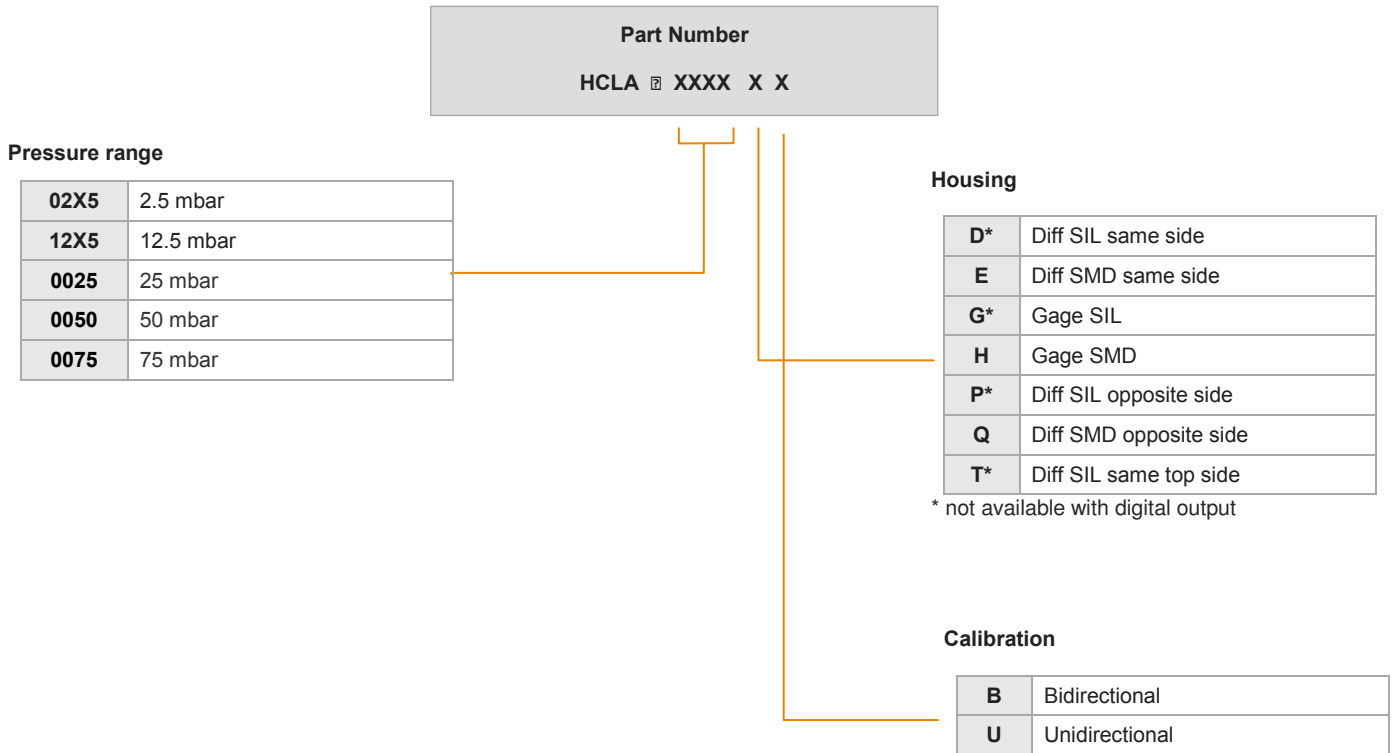 Part Number
HCLA ⍰ XXXX X X
Pressure range
02X5 2.5 mbar
12X5 12.5 mbar
0025 25 mbar
0050 50 mbar
0075 75 mbar
Housing
D* Diff SIL same side
E Diff SMD same side
G* Gage SIL
H Gage SMD
P* Diff SIL opposite side
Q Diff SMD opposite side
T* Diff SIL same top side
* not available with digital output
Calibration
B Bidirectional
U Unidirectional